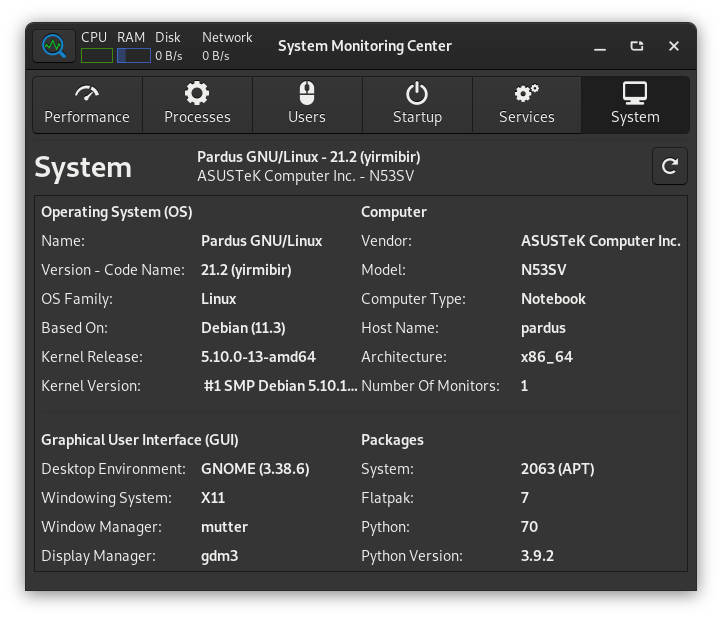 CPU RAM Disk Network
0 B/s 0 B/s
System Monitoring Center
Performance Processes Users Startup Services System
System
Pardus GNU/Linux - 21.2 (yirmibir)
ASUSTeK Computer Inc. - N53SV
Operating System (OS)
Name: Pardus GNU/Linux
Version - Code Name: 21.2 (yirmibir)
OS Family: Linux
Based On: Debian (11.3)
Kernel Release: 5.10.0-13-amd64
Kernel Version: #1 SMP Debian 5.10.1...
Computer
Vendor: ASUSTeK Computer Inc.
Model: N53SV
Computer Type: Notebook
Host Name: pardus
Architecture: x86_64
Number Of Monitors: 1
Graphical User Interface (GUI)
Desktop Environment: GNOME (3.38.6)
Windowing System: X11
Window Manager: mutter
Display Manager: gdm3
Packages
System: 2063 (APT)
Flatpak: 7
Python: 70
Python Version: 3.9.2